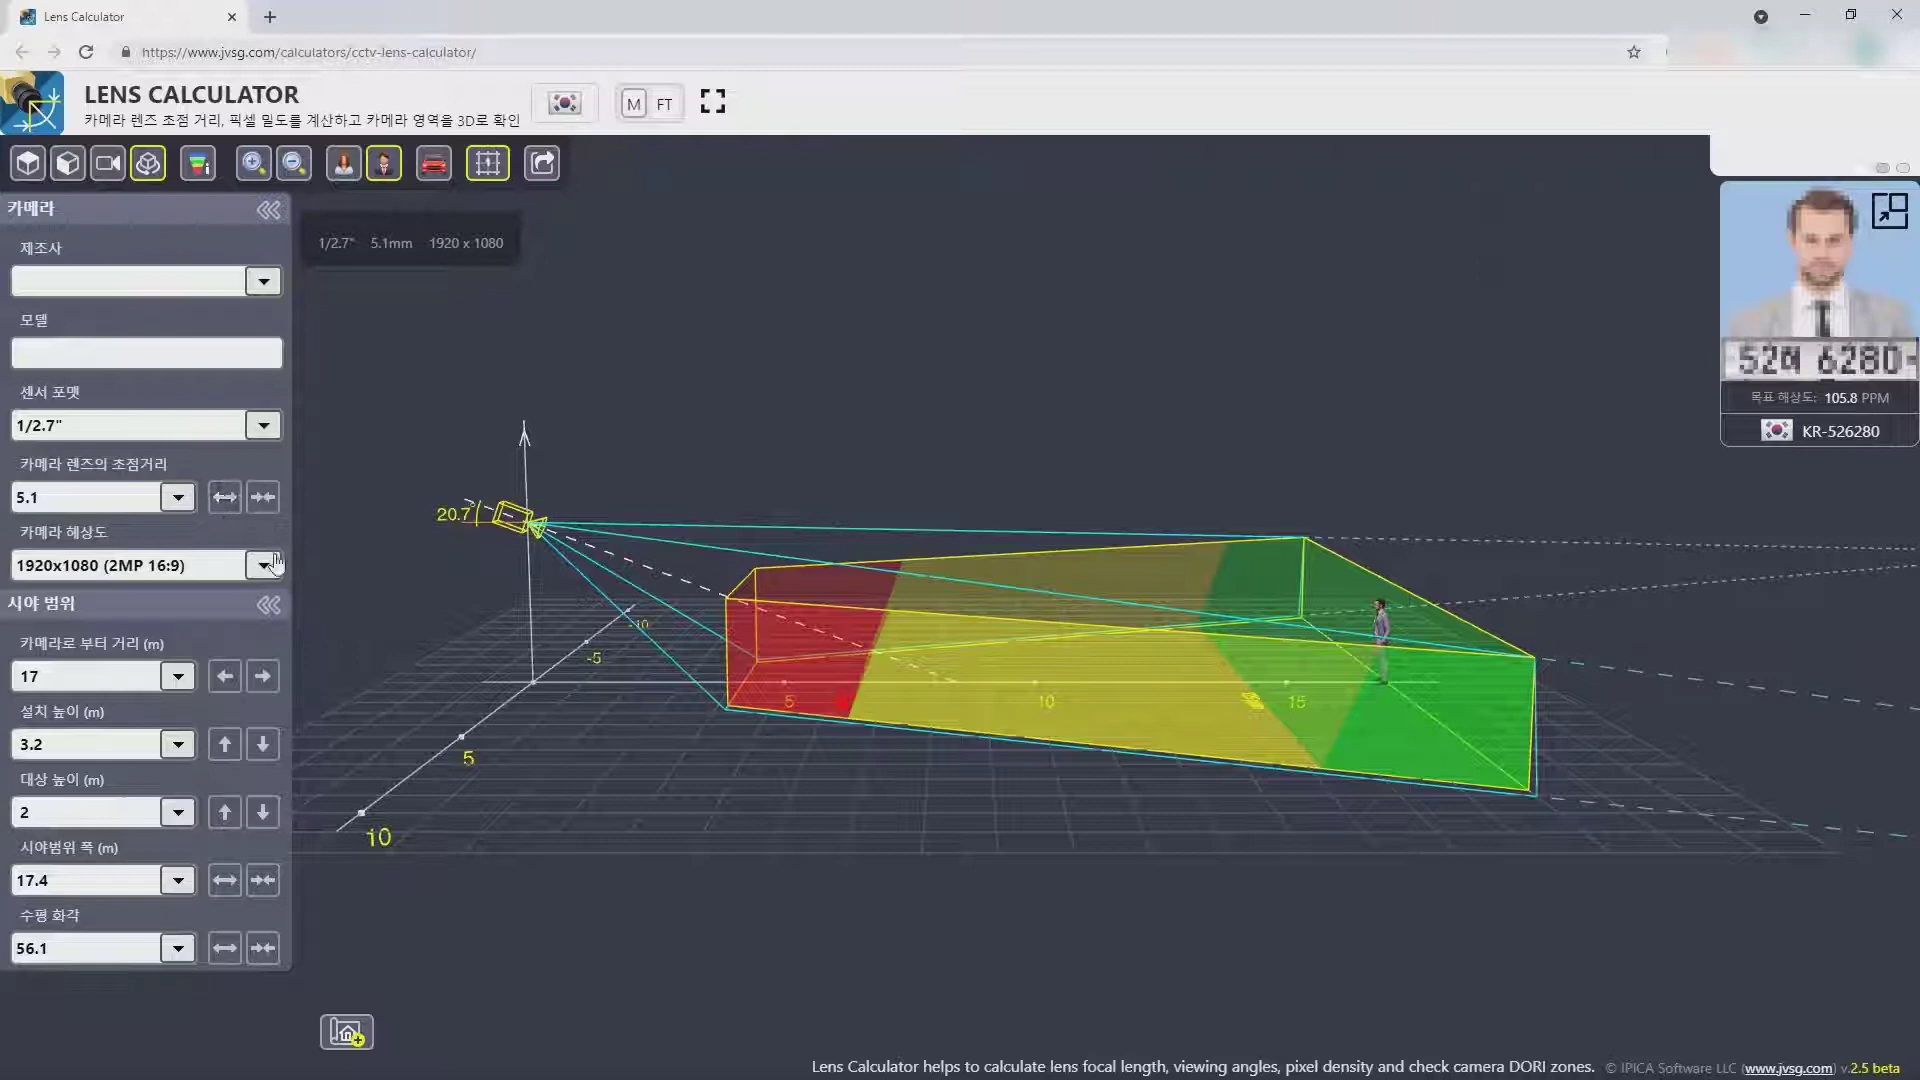 Lens Calculator
https://www.jvsg.com/calculators/cctv-lens-calculator/
LENS CALCULATOR
카메라 렌즈 초점 거리, 픽셀 밀도를 계산하고 카메라 영역을 3D로 확인
M FT
카메라
제조사
모델
센서 포맷
1/2.7"
카메라 렌즈의 초점거리
5.1
카메라 해상도
1920x1080 (2MP 16:9)
시야 범위
카메라로 부터 거리 (m)
17
설치 높이 (m)
3.2
대상 높이 (m)
2
시야범위 폭 (m)
17.4
수평 화각
56.1
1/2.7" 5.1mm 1920 x 1080
20.7°
-10
-5
5
10
5
10
15
목표 해상도: 105.8 PPM
KR-526280
Lens Calculator helps to calculate lens focal length, viewing angles, pixel density and check camera DORI zones. © IPICA Software LLC (www.jvsg.com) v.2.5 beta